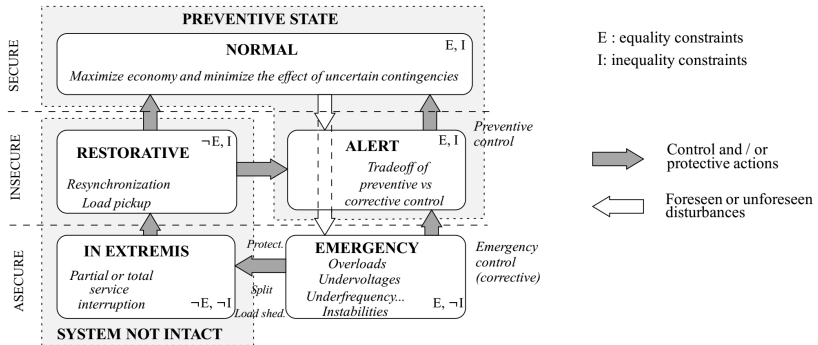 PREVENTIVE STATE
NORMAL
E, I
Maximize economy and minimize the effect of uncertain contingencies
SECURE
E : equality constraints
I: inequality constraints
INSECURE
RESTORATIVE
¬E, I
Resynchronization
Load pickup
ALERT
E, I
Tradeoff of
preventive vs
corrective control
Preventive
control
Control and / or
protective actions
Foreseen or unforeseen
disturbances
ASECURE
IN EXTREMIS
Partial or total
service
interruption
¬E, ¬I
Protect.
Split
Load shed.
EMERGENCY
Overloads
Undervoltages
Underfrequency...
Instabilities
E, ¬I
Emergency
control
(corrective)
SYSTEM NOT INTACT